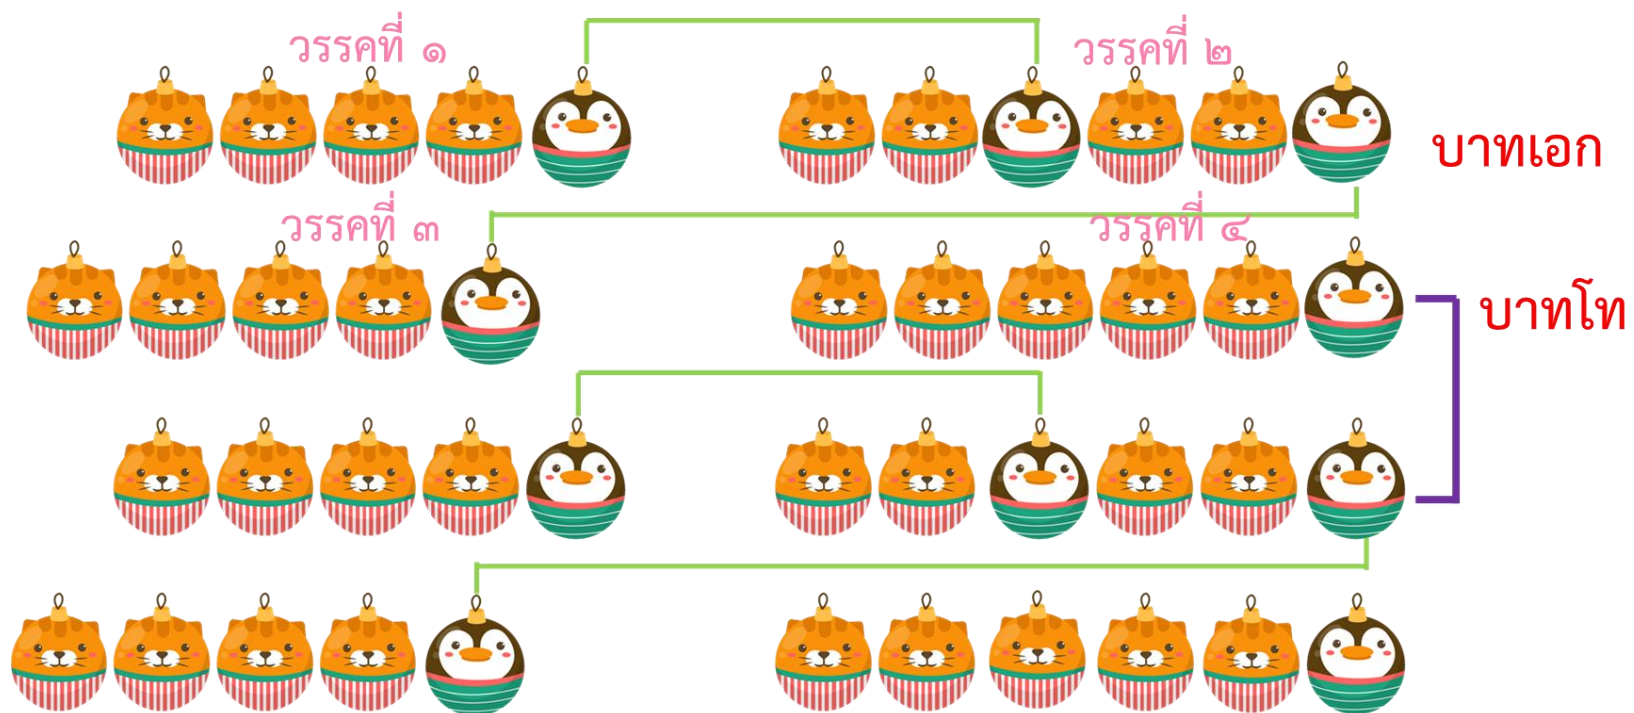 วรรคที่ ๑
วรรคที่ ๒
บาทเอก
วรรคที่ ๓
วรรคที่ ๔
บาทโท